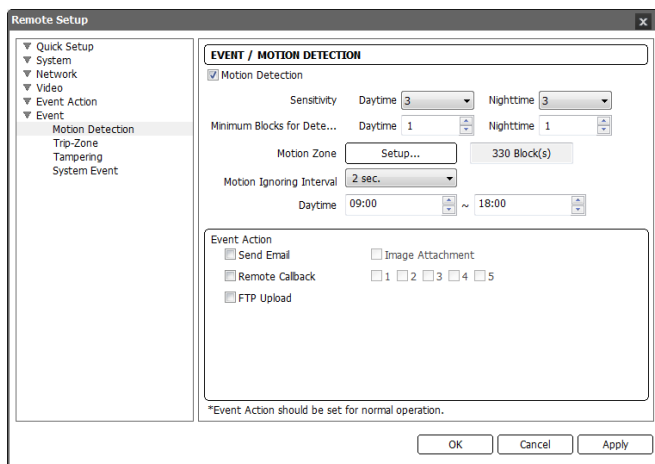 Remote Setup
Quick Setup
System
Network
Video
Event Action
Event
Motion Detection
Trip-Zone
Tampering
System Event
EVENT / MOTION DETECTION
Motion Detection
Sensitivity Daytime 3 Nighttime 3
Minimum Blocks for Dete... Daytime 1 Nighttime 1
Motion Zone Setup... 330 Block(s)
Motion Ignoring Interval 2 sec.
Daytime 09:00 ~ 18:00
Event Action
Send Email Image Attachment
Remote Callback 1 2 3 4 5
FTP Upload
*Event Action should be set for normal operation.
OK Cancel Apply